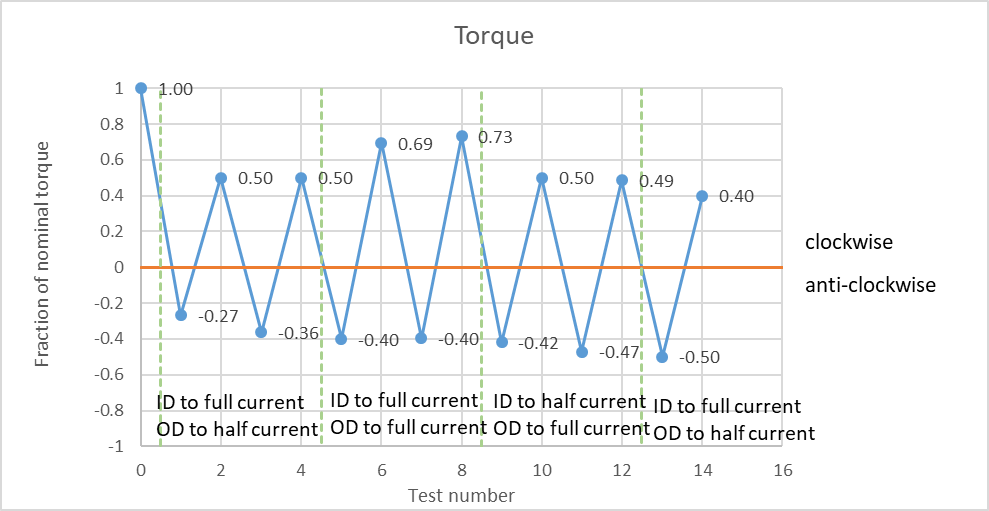 Torque
Fraction of nominal torque
1
0.8
0.6
0.4
0.2
0
-0.2
-0.4
-0.6
-0.8
-1
1.00
-0.27
0.50
-0.36
0.50
-0.40
0.69
-0.40
0.73
-0.42
0.50
-0.47
0.49
-0.50
0.40
clockwise
anti-clockwise
ID to full current
OD to half current
ID to full current
OD to full current
ID to half current
OD to full current
ID to full current
OD to half current
0 2 4 6 8 10 12 14 16
Test number